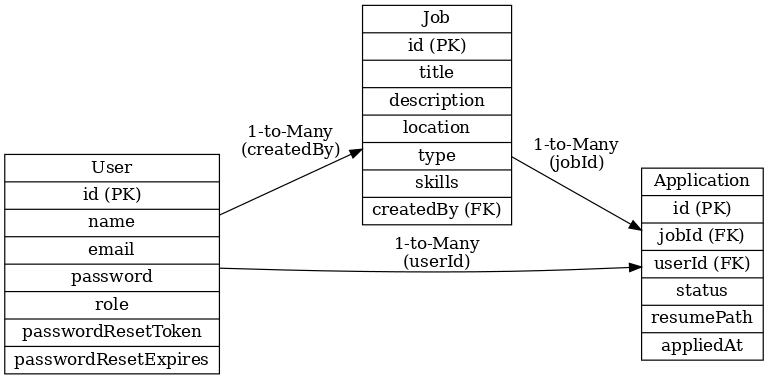 User
id (PK)
name
email
password
role
passwordResetToken
passwordResetExpires
1-to-Many
(createdBy)
Job
id (PK)
title
description
location
type
skills
createdBy (FK)
1-to-Many
(userId)
1-to-Many
(jobId)
Application
id (PK)
jobId (FK)
userId (FK)
status
resumePath
appliedAt